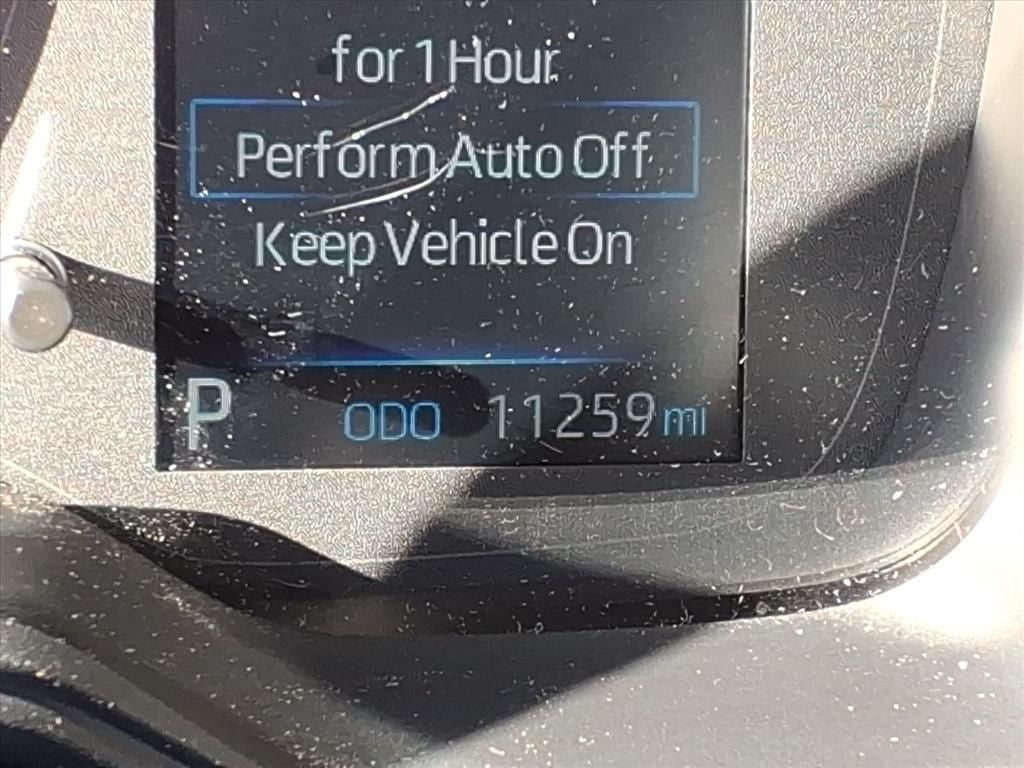 for 1 Hour
Perform Auto Off
Keep Vehicle On
P ODO 11259 mi